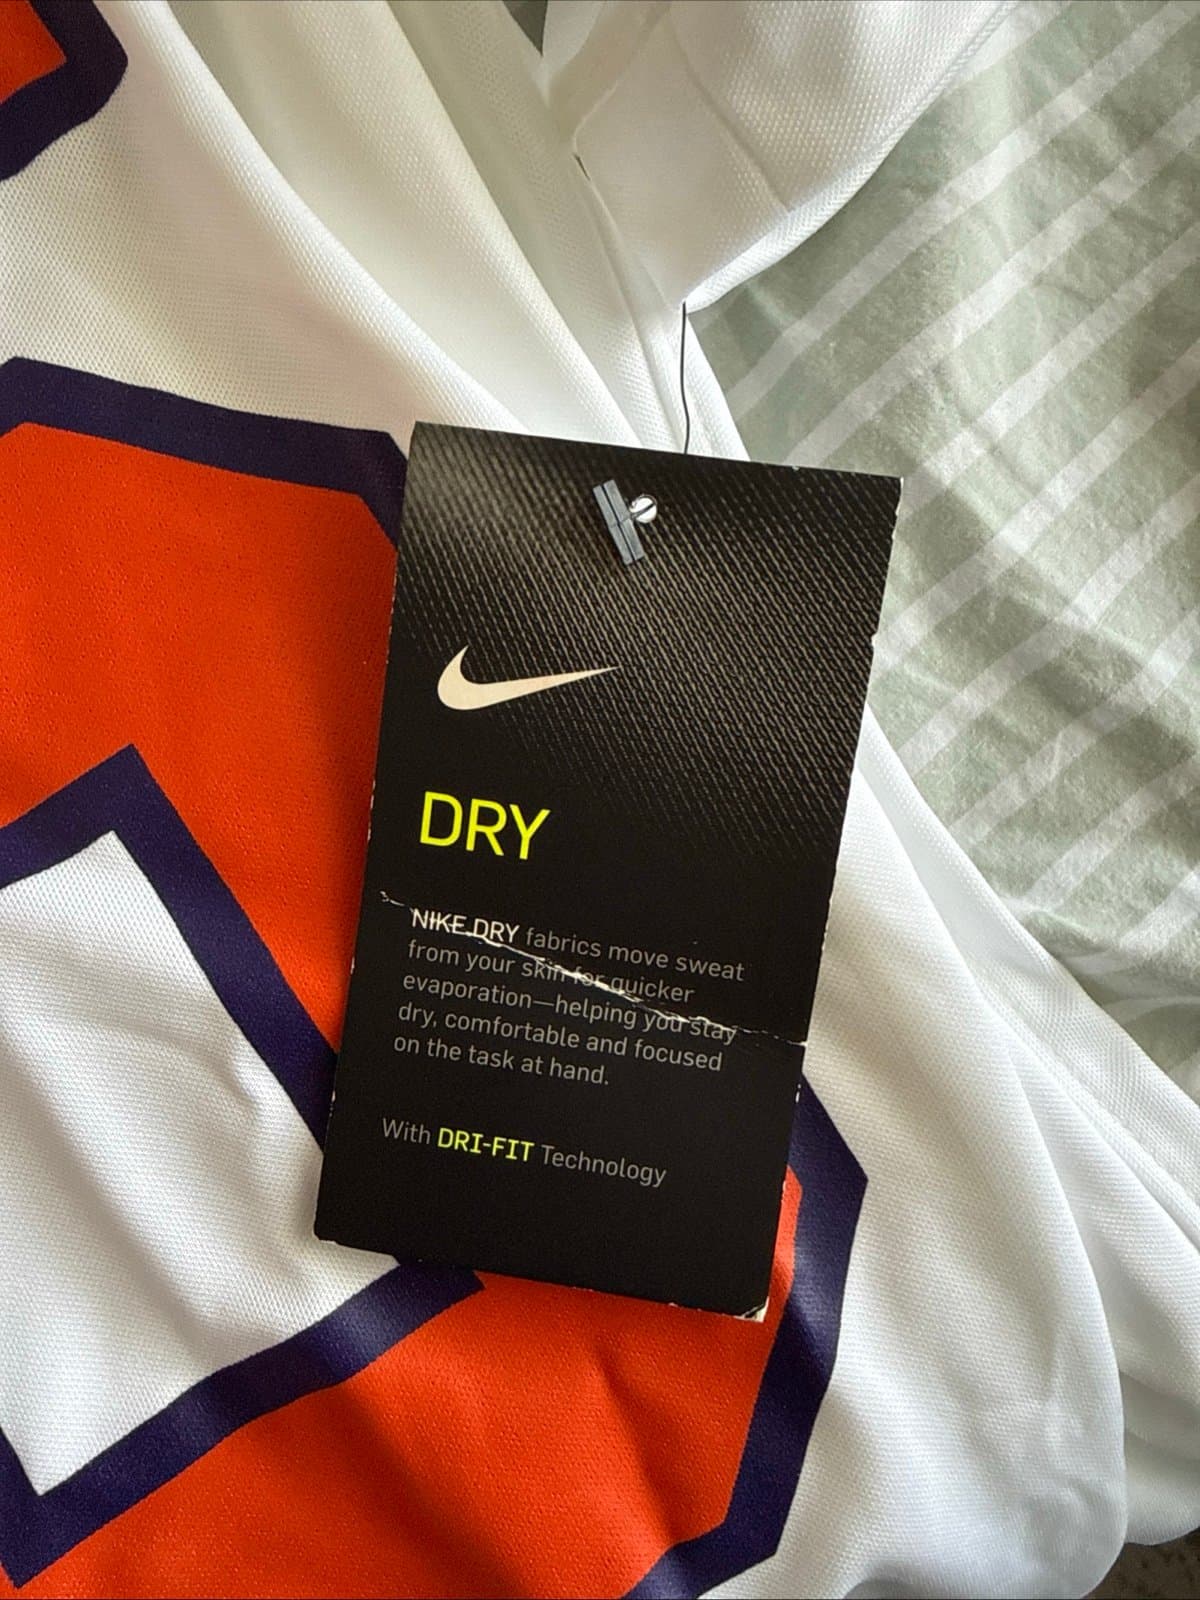 DRY
NIKE DRY fabrics move sweat
from your skin for quicker
evaporation—helping you stay
dry, comfortable and focused
on the task at hand.
With DRI-FIT Technology